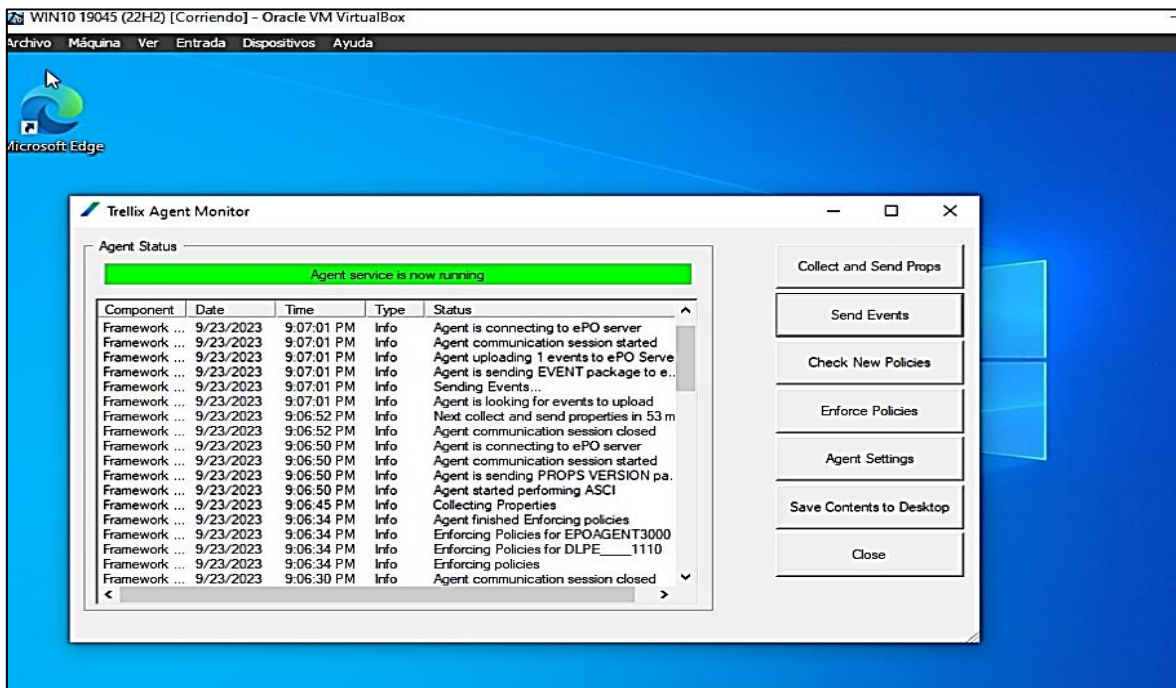 WIN10 19045 (22H2) [Corriendo] - Oracle VM VirtualBox
Archivo Máquina Ver Entrada Dispositivos Ayuda
Microsoft Edge
Trellix Agent Monitor
Agent Status
Agent service is now running
Component Date Time Type Status
Framework ... 9/23/2023 9:07:01 PM Info Agent is connecting to ePO server
Framework ... 9/23/2023 9:07:01 PM Info Agent communication session started
Framework ... 9/23/2023 9:07:01 PM Info Agent uploading 1 events to ePO Serve
Framework ... 9/23/2023 9:07:01 PM Info Agent is sending EVENT package to e..
Framework ... 9/23/2023 9:07:01 PM Info Sending Events...
Framework ... 9/23/2023 9:07:01 PM Info Agent is looking for events to upload
Framework ... 9/23/2023 9:06:52 PM Info Next collect and send properties in 53 m
Framework ... 9/23/2023 9:06:52 PM Info Agent communication session closed
Framework ... 9/23/2023 9:06:50 PM Info Agent is connecting to ePO server
Framework ... 9/23/2023 9:06:50 PM Info Agent communication session started
Framework ... 9/23/2023 9:06:50 PM Info Agent is sending PROPS VERSION pa.
Framework ... 9/23/2023 9:06:50 PM Info Agent started performing ASCI
Framework ... 9/23/2023 9:06:45 PM Info Collecting Properties
Framework ... 9/23/2023 9:06:34 PM Info Agent finished Enforcing policies
Framework ... 9/23/2023 9:06:34 PM Info Enforcing Policies for EPOAGENT3000
Framework ... 9/23/2023 9:06:34 PM Info Enforcing Policies for DLPE____1110
Framework ... 9/23/2023 9:06:34 PM Info Enforcing policies
Framework ... 9/23/2023 9:06:30 PM Info Agent communication session closed
Collect and Send Props
Send Events
Check New Policies
Enforce Policies
Agent Settings
Save Contents to Desktop
Close